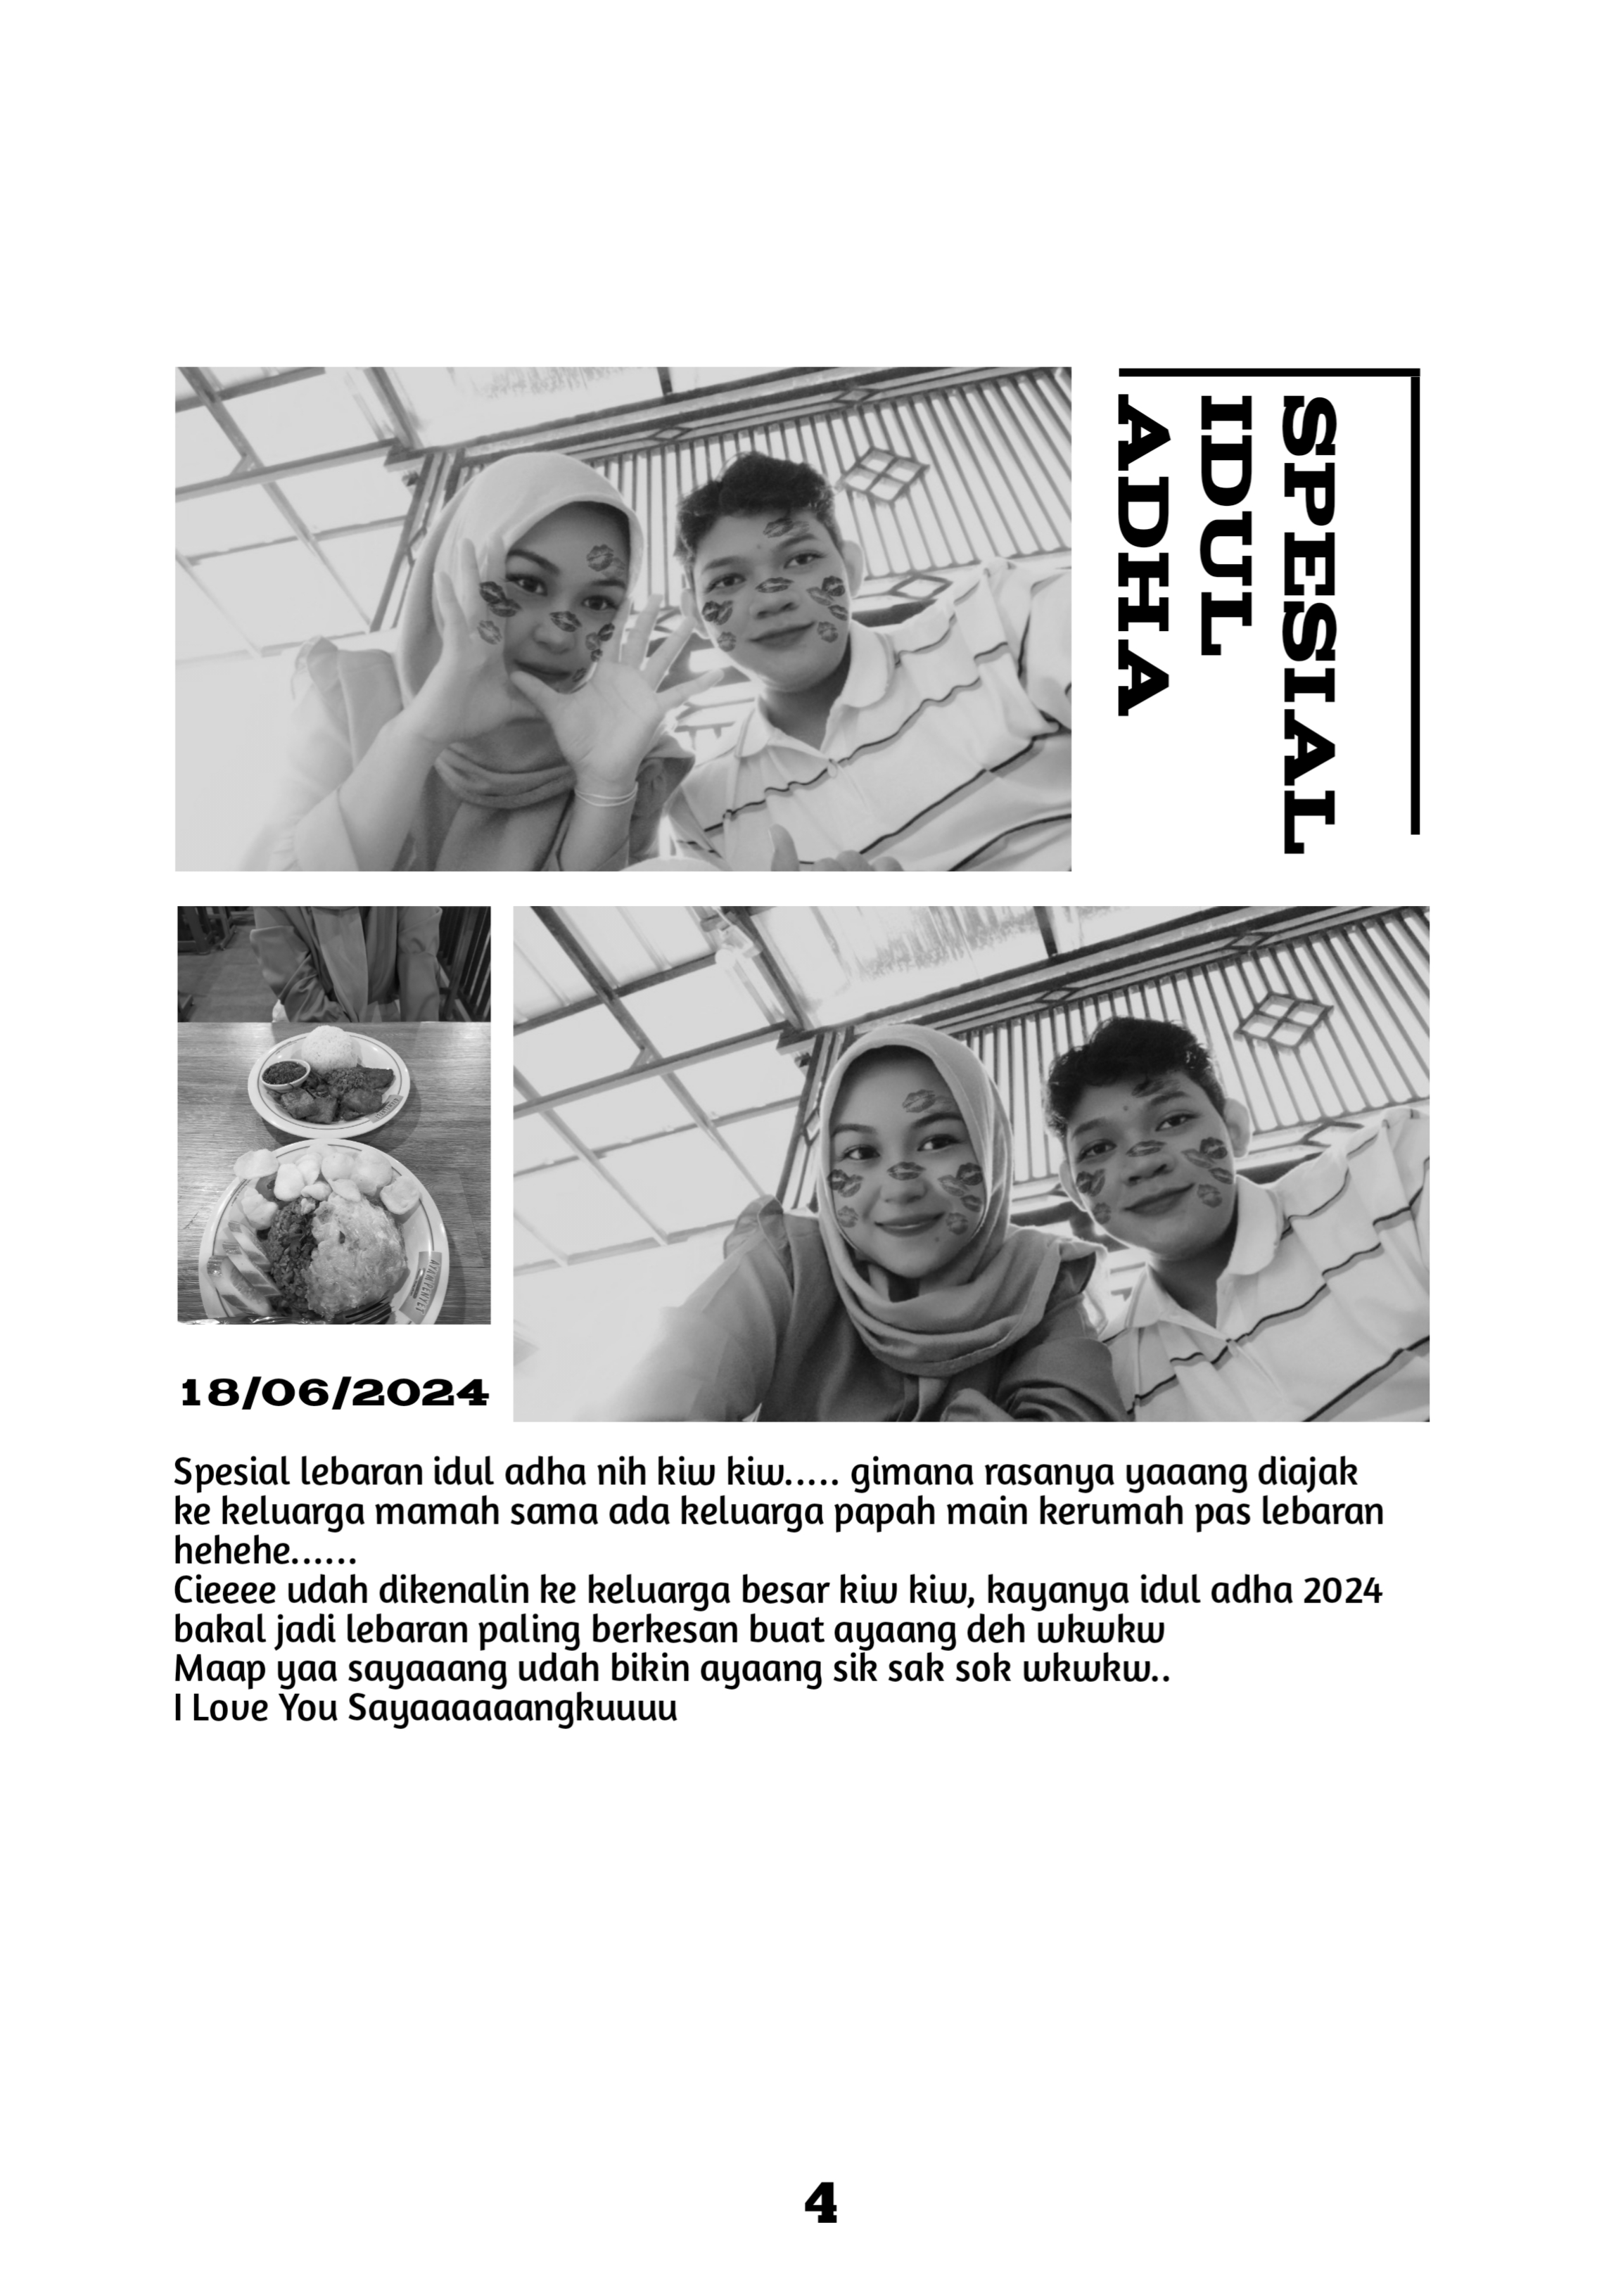 SPESIAL
IDUL
ADHA
18/06/2024
Spesial lebaran idul adha nih kiw kiw..... gimana rasanya yaaang diajak
ke keluarga mamah sama ada keluarga papah main kerumah pas lebaran
hehehe......
Cieeee udah dikenalin ke keluarga besar kiw kiw, kayanya idul adha 2024
bakal jadi lebaran paling berkesan buat ayaang deh wkwkw
Maap yaa sayaaang udah bikin ayaang sik sak sok wkwkw..
I Love You Sayaaaaaaangkuuuu
4